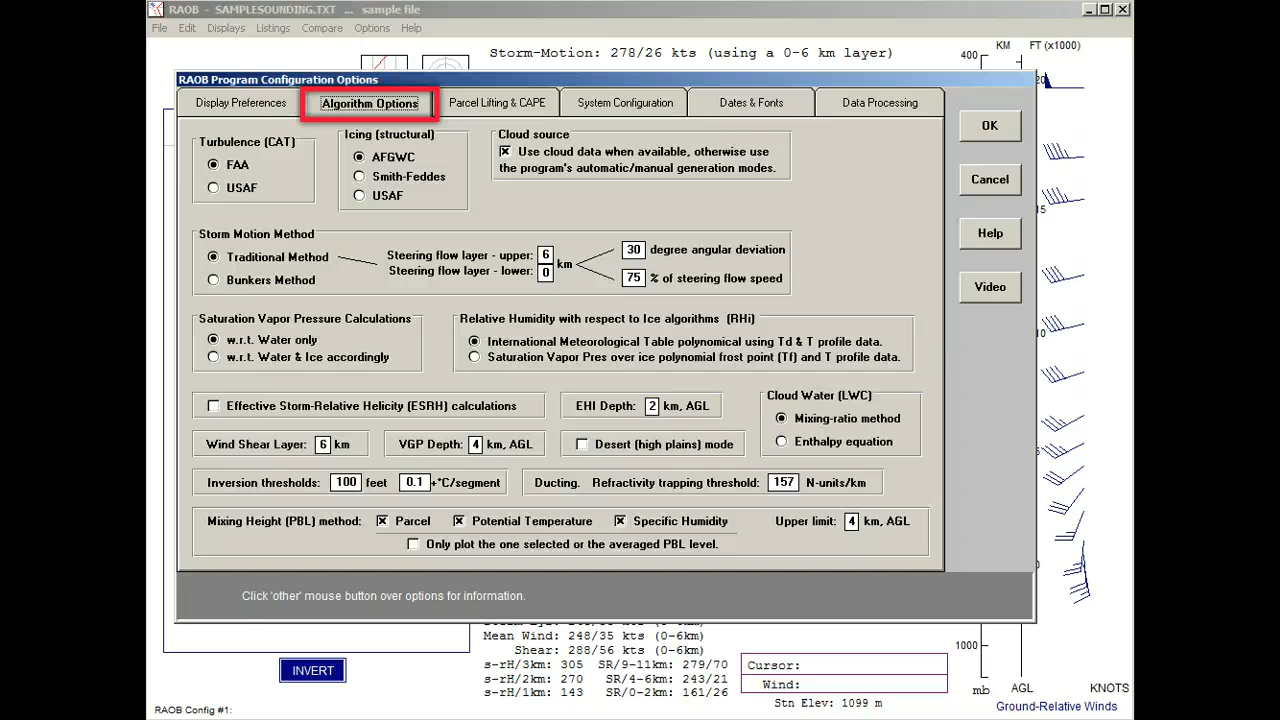 RAOB - SAMPLESOUNDING.TXT ... sample file
File Edit Displays Listings Compare Options Help
Storm-Motion: 278/26 kts (using a 0-6 km layer)
KM FT (x1000)
400
20
RAOB Program Configuration Options
Display Preferences Algorithm Options Parcel Lifting & CAPE System Configuration Dates & Fonts Data Processing
Turbulence (CAT)
FAA
USAF
Icing (structural)
AFGWC
Smith-Feddes
USAF
Cloud source
Use cloud data when available, otherwise use
the program's automatic/manual generation modes.
OK
Cancel
Help
Video
Storm Motion Method
Traditional Method
Bunkers Method
Steering flow layer - upper: 6
Steering flow layer - lower: 0
km
30 degree angular deviation
75 % of steering flow speed
Saturation Vapor Pressure Calculations
w.r.t. Water only
w.r.t. Water & Ice accordingly
Relative Humidity with respect to Ice algorithms (RHi)
International Meteorological Table polynomical using Td & T profile data.
Saturation Vapor Pres over ice polynomial frost point (Tf) and T profile data.
Effective Storm-Relative Helicity (ESRH) calculations
EHI Depth: 2 km, AGL
Cloud Water (LWC)
Mixing-ratio method
Enthalpy equation
Wind Shear Layer: 6 km
VGP Depth: 4 km, AGL
Desert (high plains) mode
Inversion thresholds: 100 feet 0.1 +°C/segment
Ducting. Refractivity trapping threshold: 157 N-units/km
Mixing Height (PBL) method: Parcel Potential Temperature Specific Humidity Upper limit: 4 km, AGL
Only plot the one selected or the averaged PBL level.
Click 'other' mouse button over options for information.
15
10
Mean Wind: 248/35 kts (0-6km)
Shear: 288/56 kts (0-6km)
s-rH/3km: 305 SR/9-11km: 279/70
s-rH/2km: 270 SR/4-6km: 243/21
s-rH/1km: 143 SR/0-2km: 161/26
INVERT
Cursor:
Wind:
Stn Elev: 1099 m
1000
mb AGL KNOTS
Ground-Relative Winds
RAOB Config #1: